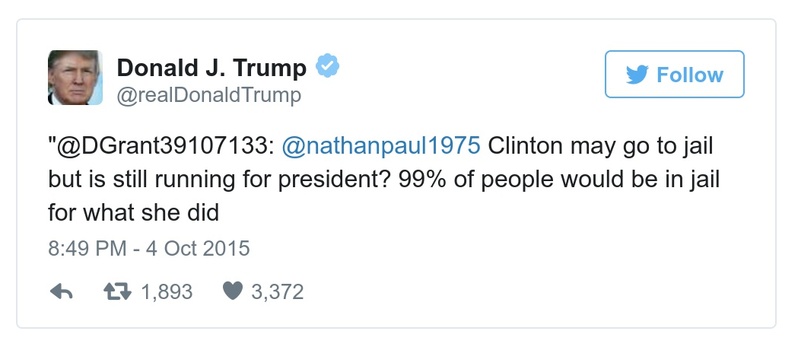 Donald J. Trump
@realDonaldTrump
Follow
"@DGrant39107133: @nathanpaul1975 Clinton may go to jail
but is still running for president? 99% of people would be in jail
for what she did
8:49 PM - 4 Oct 2015
1,893 3,372